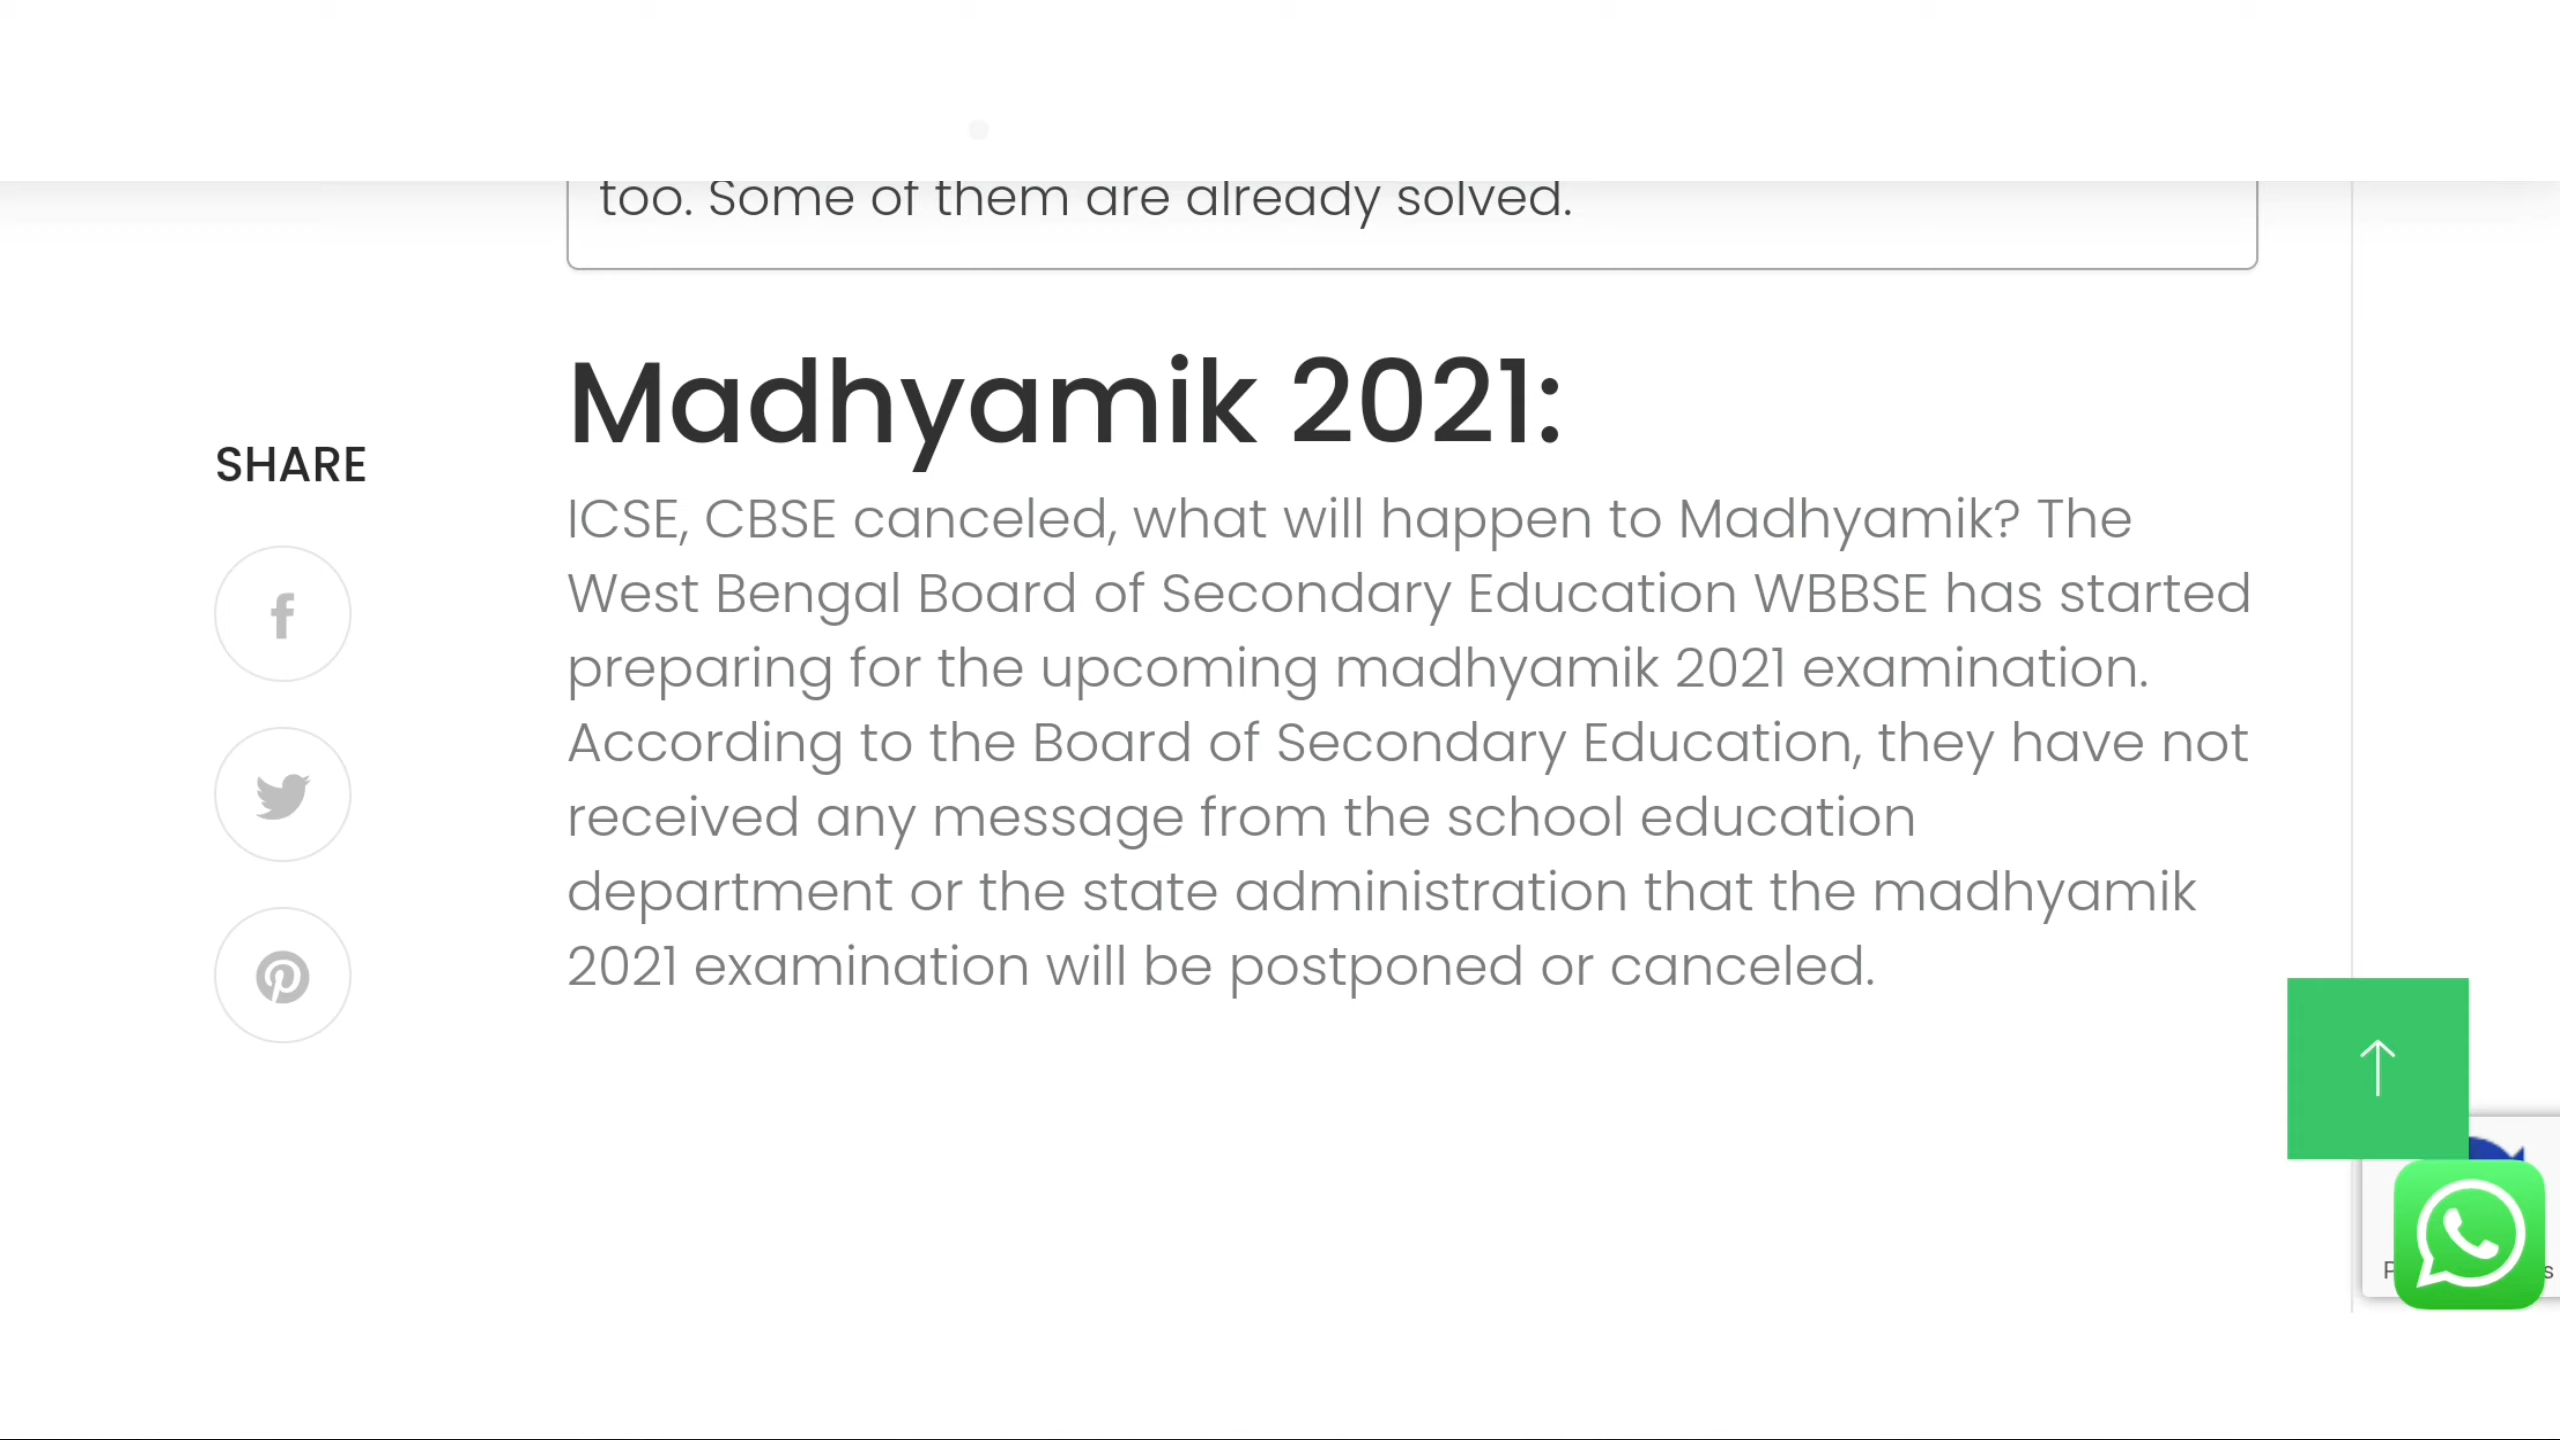 too. Some of them are already solved.
Madhyamik 2021:
SHARE
ICSE, CBSE canceled, what will happen to Madhyamik? The
West Bengal Board of Secondary Education WBBSE has started
preparing for the upcoming madhyamik 2021 examination.
According to the Board of Secondary Education, they have not
received any message from the school education
department or the state administration that the madhyamik
2021 examination will be postponed or canceled.